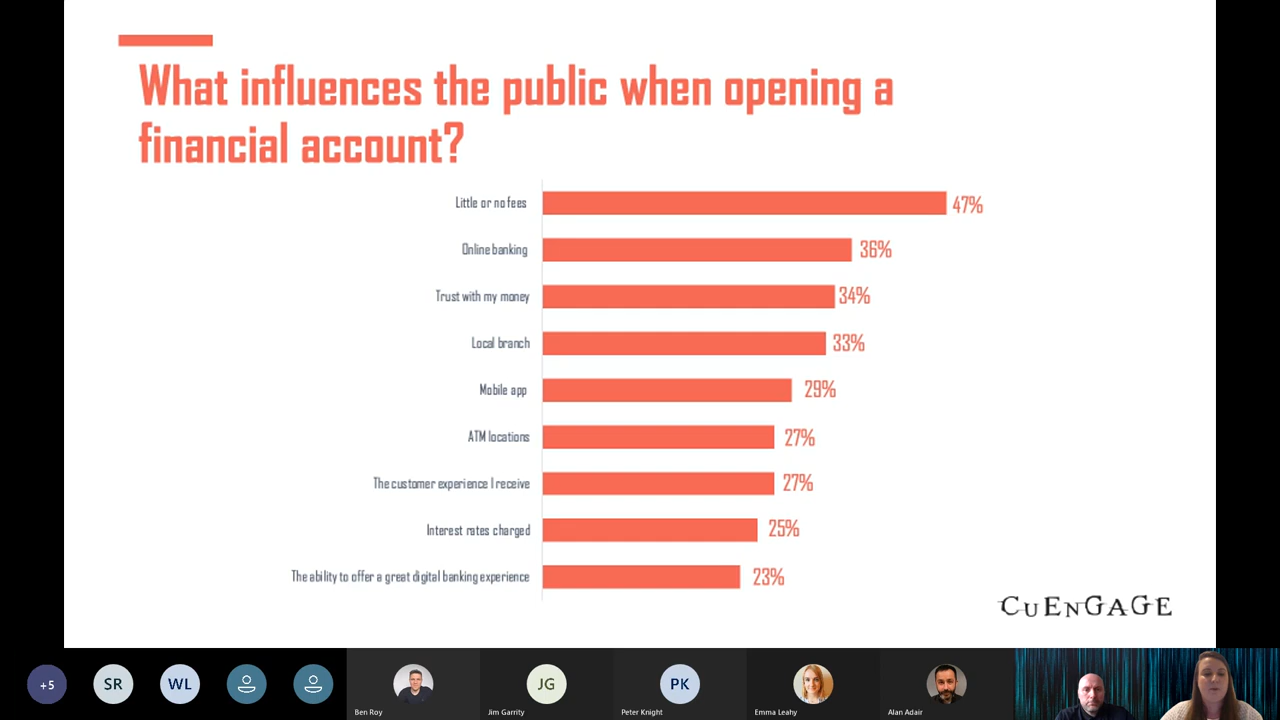 What influences the public when opening a
financial account?
Little or no fees
47%
Online banking
36%
Trust with my money
34%
Local branch
33%
Mobile app
29%
ATM locations
27%
The customer experience I receive
27%
Interest rates charged
25%
The ability to offer a great digital banking experience
23%
CUENGAGE
+5
SR
WL
Ben Roy
JG
Jim Garrity
PK
Peter Knight
Emma Leahy
Alan Adair